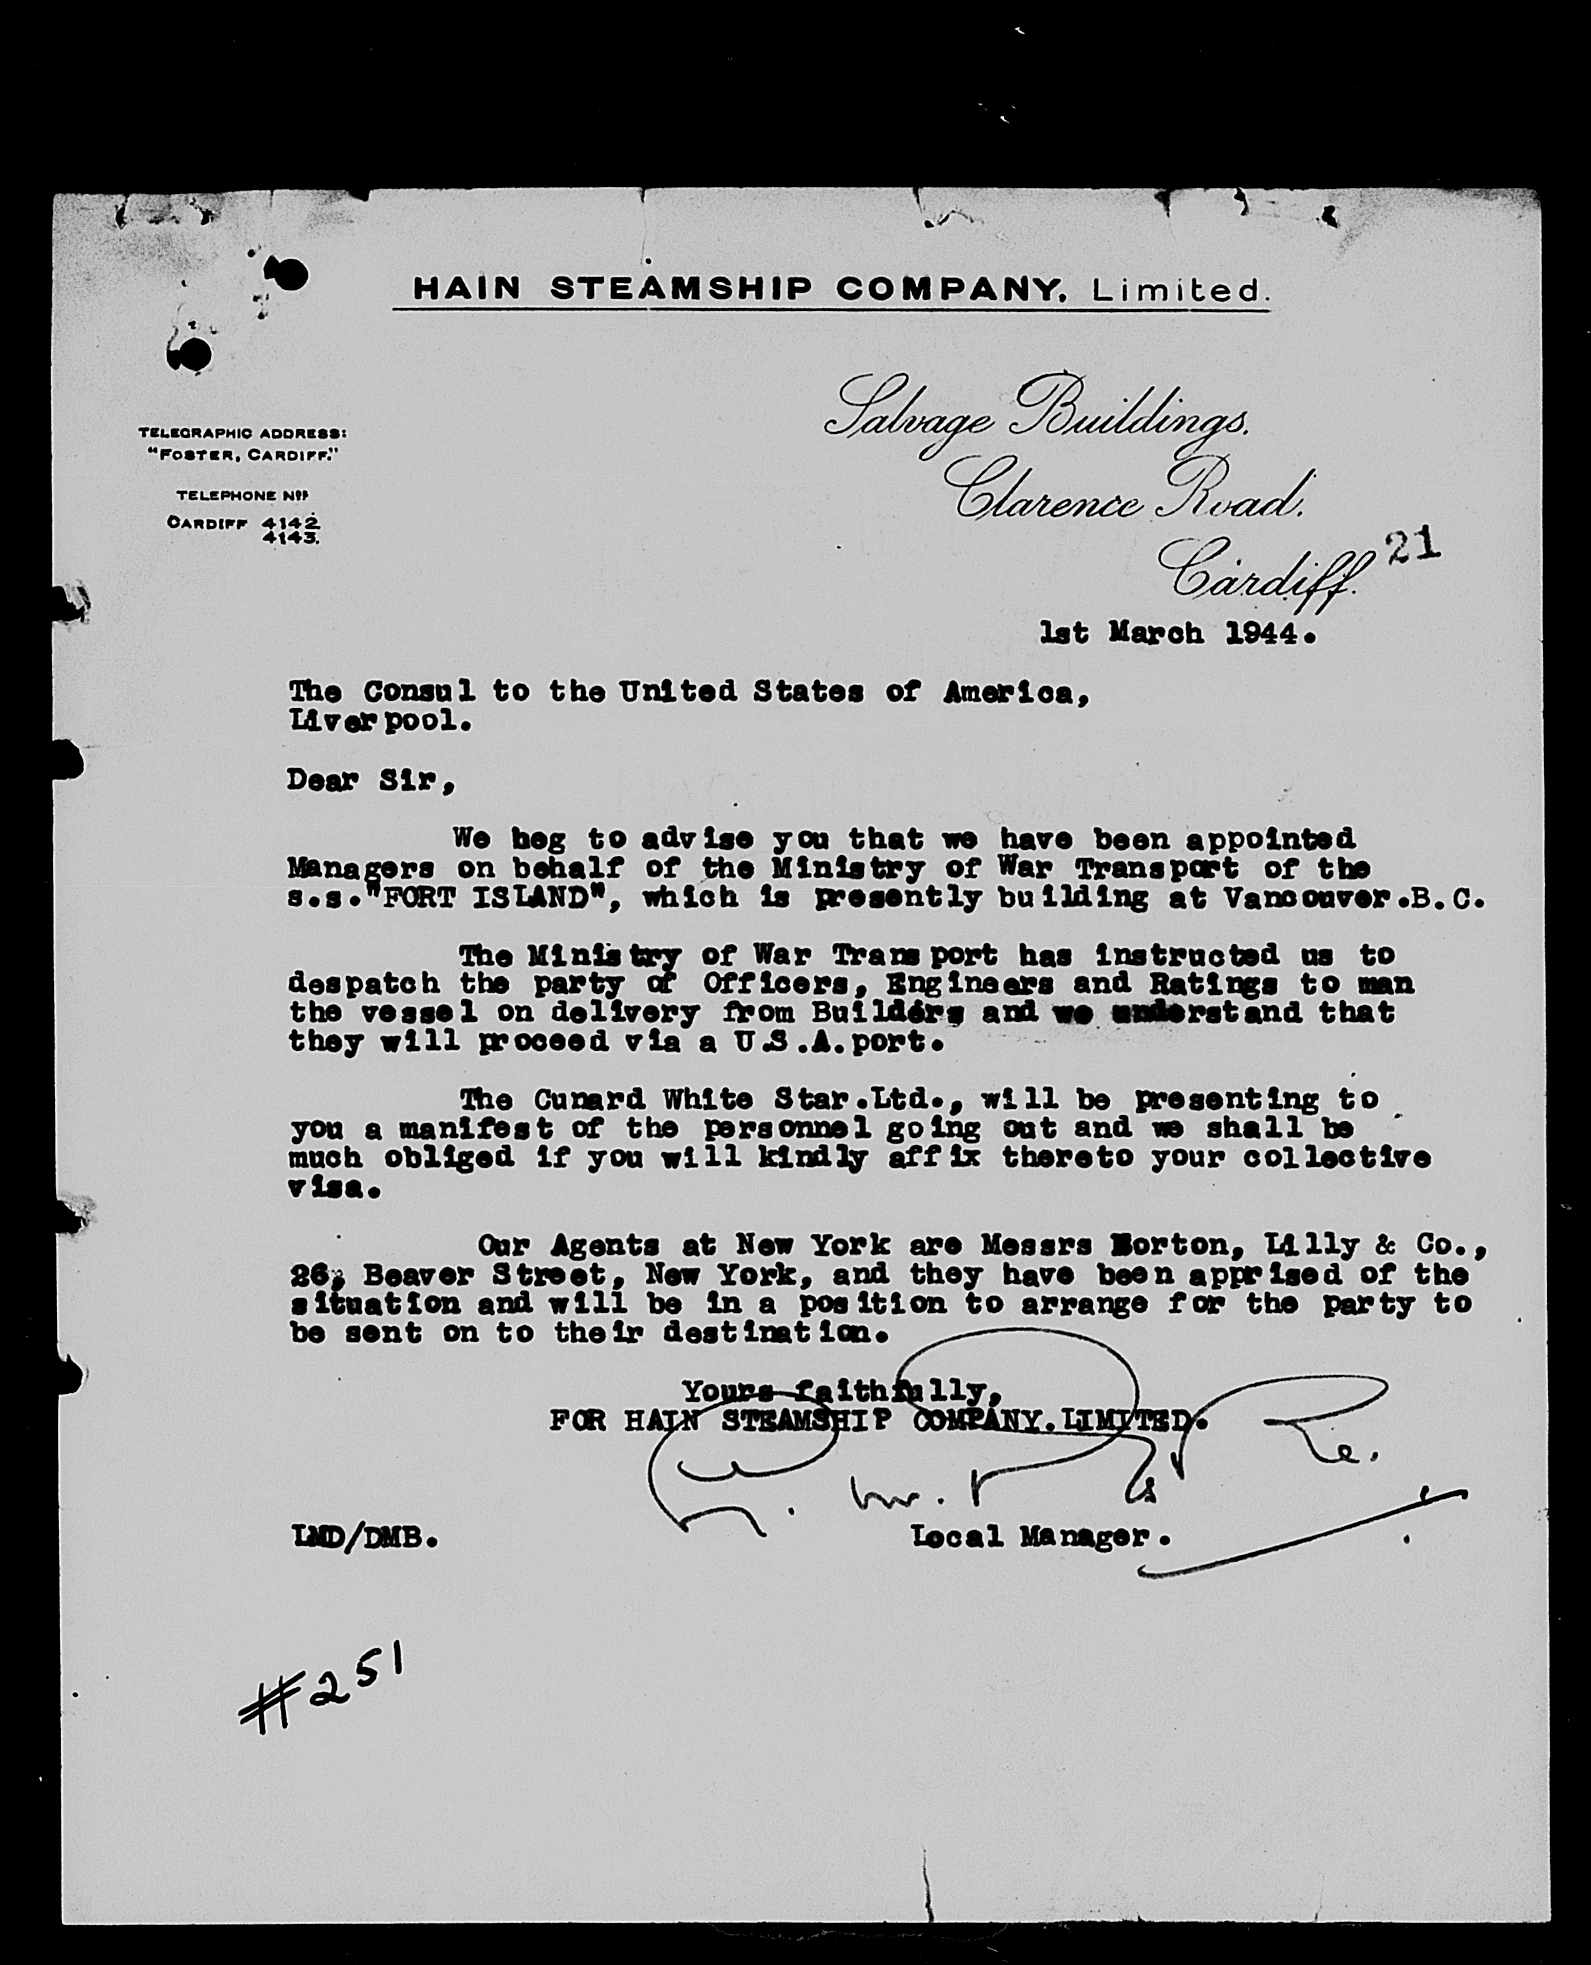 HAIN STEAMSHIP COMPANY, Limited.
TELEGRAPHIC ADDRESS:
"FOSTER, CARDIFF."
TELEPHONE Nos
CARDIFF 4142
4143.
Salvage Buildings,
Clarence Road,
Cardiff.
21
1st March 1944.
The Consul to the United States of America,
Liverpool.
Dear Sir,
We beg to advise you that we have been appointed
Managers on behalf of the Ministry of War Transport of the
s.s."FORT ISLAND", which is presently building at Vancouver.B.C.
The Ministry of War Transport has instructed us to
despatch the party of Officers, Engineers and Ratings to man
the vessel on delivery from Builders and we understand that
they will proceed via a U.S.A.port.
The Cunard White Star.Ltd., will be presenting to
you a manifest of the personnel going out and we shall be
much obliged if you will kindly affix thereto your collective
visa.
Our Agents at New York are Messrs Norton, Lilly & Co.,
26, Beaver Street, New York, and they have been apprised of the
situation and will be in a position to arrange for the party to
be sent on to their destination.
Yours faithfully,
FOR HAIN STEAMSHIP COMPANY.LIMITED.
LMD/DMB.
Local Manager.
#251